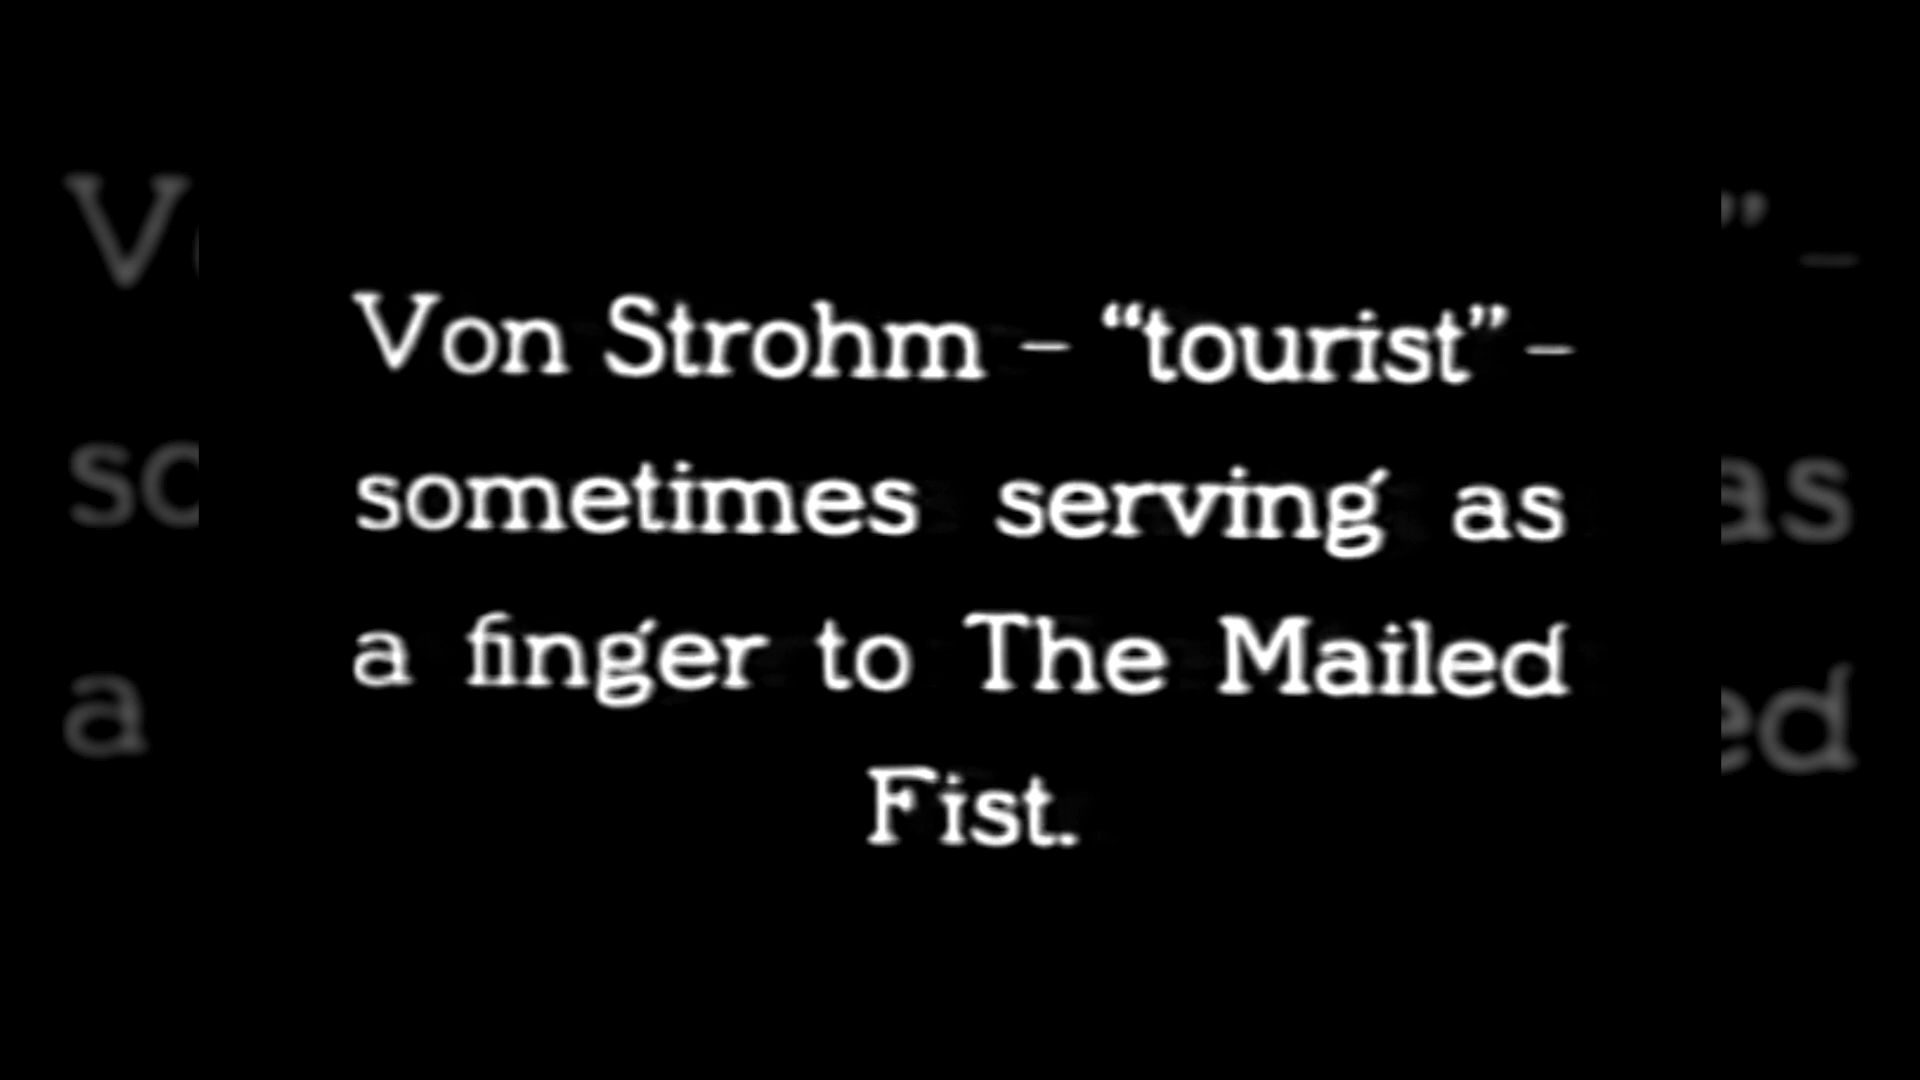 Von Strohm – “tourist” –
sometimes serving as
a finger to The Mailed
Fist.